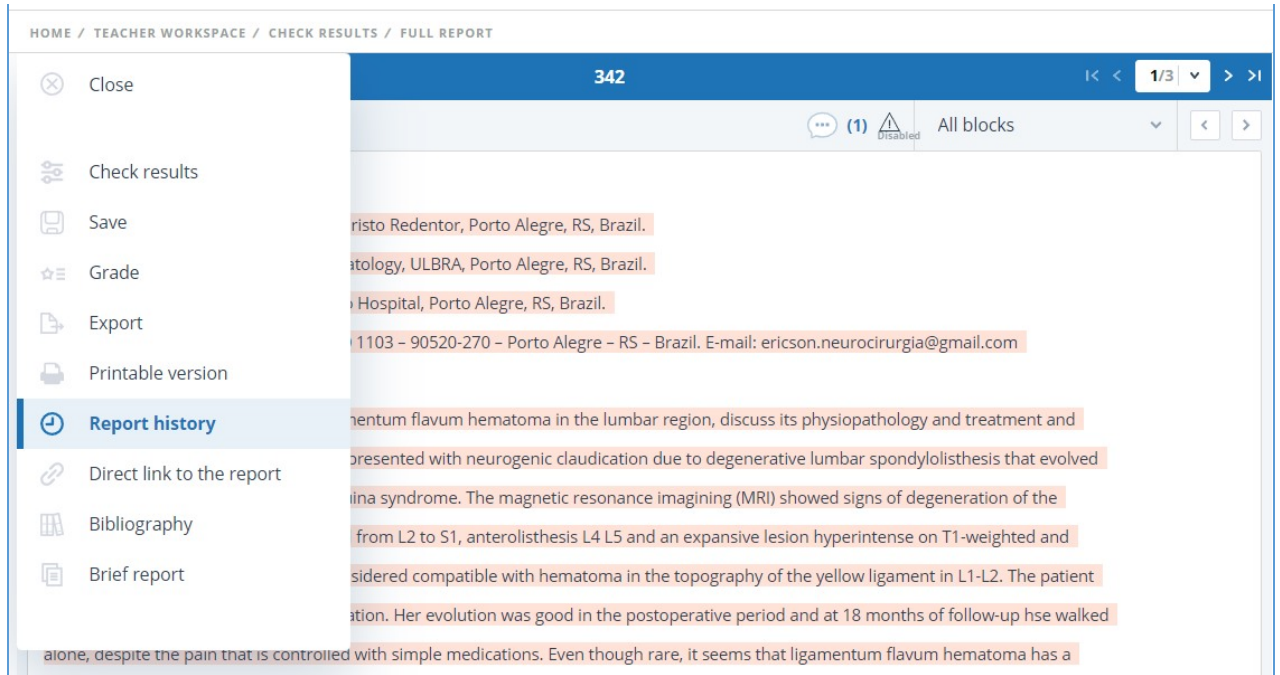 HOME / TEACHER WORKSPACE / CHECK RESULTS / FULL REPORT
Close
342
1/3
(1)
Disabled
All blocks
Check results
Save
Grade
Export
Printable version
Report history
Direct link to the report
Bibliography
Brief report
risto Redentor, Porto Alegre, RS, Brazil.
atology, ULBRA, Porto Alegre, RS, Brazil.
Hospital, Porto Alegre, RS, Brazil.
1103 – 90520-270 – Porto Alegre – RS – Brazil. E-mail: ericson.neurocirurgia@gmail.com
mentum flavum hematoma in the lumbar region, discuss its physiopathology and treatment and
presented with neurogenic claudication due to degenerative lumbar spondylolisthesis that evolved
ina syndrome. The magnetic resonance imagining (MRI) showed signs of degeneration of the
from L2 to S1, anterolisthesis L4 L5 and an expansive lesion hyperintense on T1-weighted and
sidered compatible with hematoma in the topography of the yellow ligament in L1-L2. The patient
ation. Her evolution was good in the postoperative period and at 18 months of follow-up hse walked
alone, despite the pain that is controlled with simple medications. Even though rare, it seems that ligamentum flavum hematoma has a